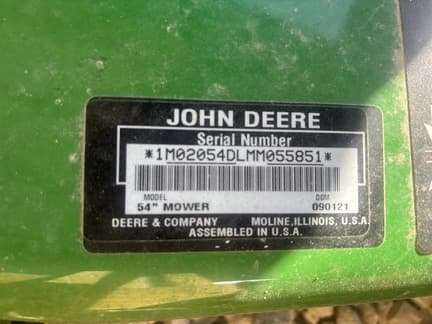 JOHN DEERE
Serial Number
*1M02054DLMM055851*
MODEL DOM
54" MOWER 090121
DEERE & COMPANY MOLINE, ILLINOIS, U.S.A.
ASSEMBLED IN U.S.A.